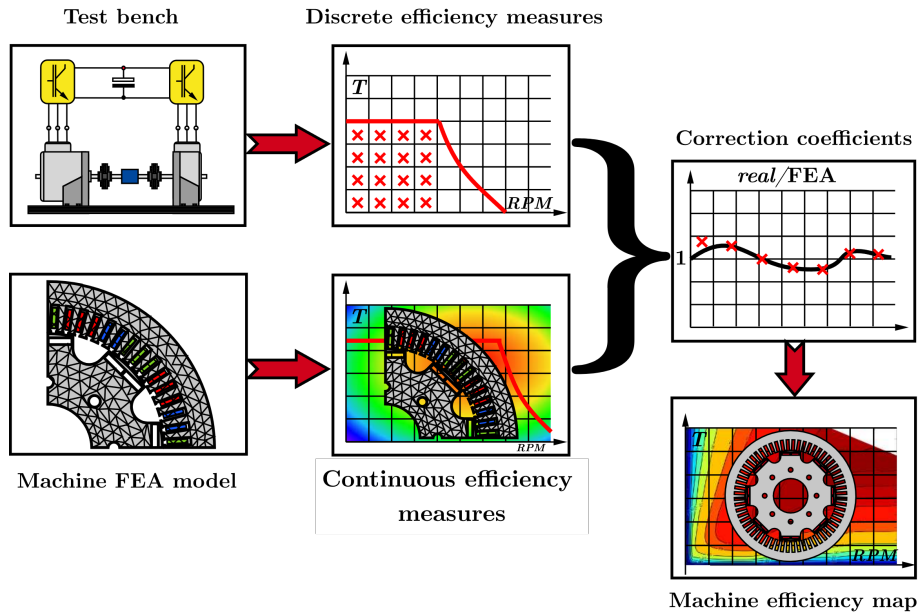 Test bench
Discrete efficiency measures
T
RPM
Correction coefficients
real/FEA
1
T
RPM
Machine FEA model
Continuous efficiency
measures
T
RPM
Machine efficiency map